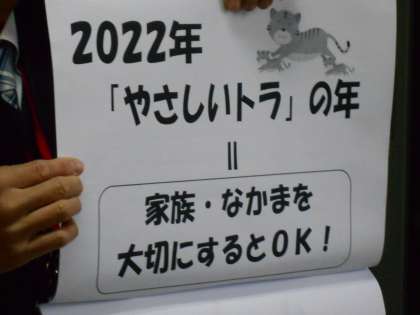 2022年
「やさしいトラ」の年
＝
家族・なかまを
大切にするとOK！